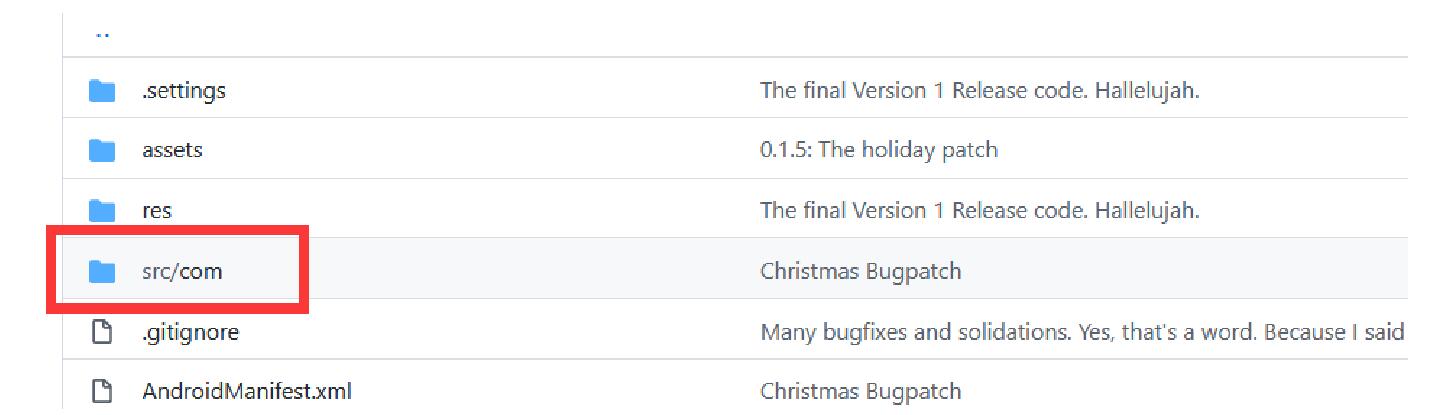 ..
.settings The final Version 1 Release code. Hallelujah.
assets 0.1.5: The holiday patch
res The final Version 1 Release code. Hallelujah.
src/com Christmas Bugpatch
.gitignore Many bugfixes and solidations. Yes, that's a word. Because I said
AndroidManifest.xml Christmas Bugpatch